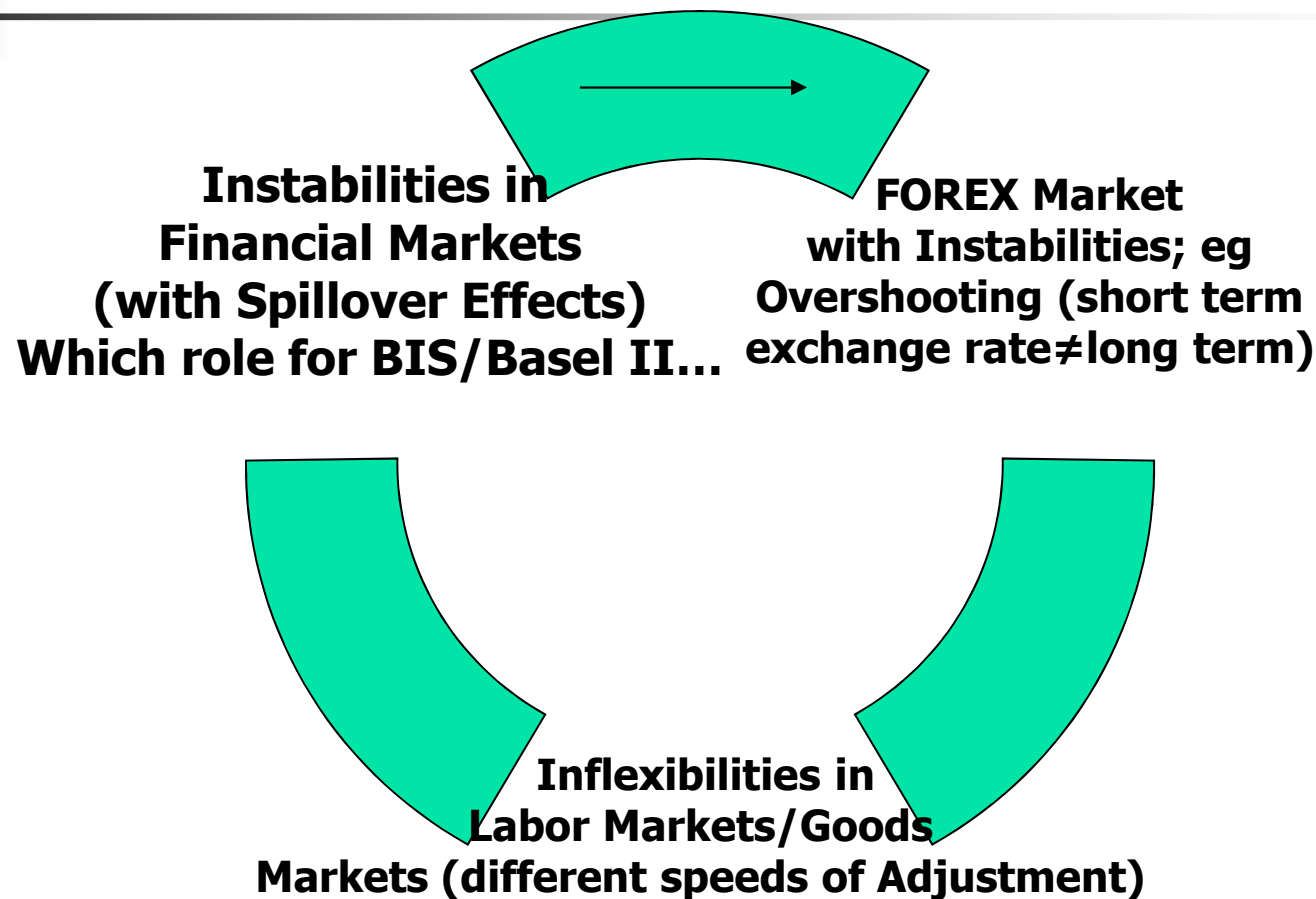 Instabilities in
Financial Markets
(with Spillover Effects)
Which role for BIS/Basel II...
FOREX Market
with Instabilities; eg
Overshooting (short term
exchange rate≠long term)
Inflexibilities in
Labor Markets/Goods
Markets (different speeds of Adjustment)